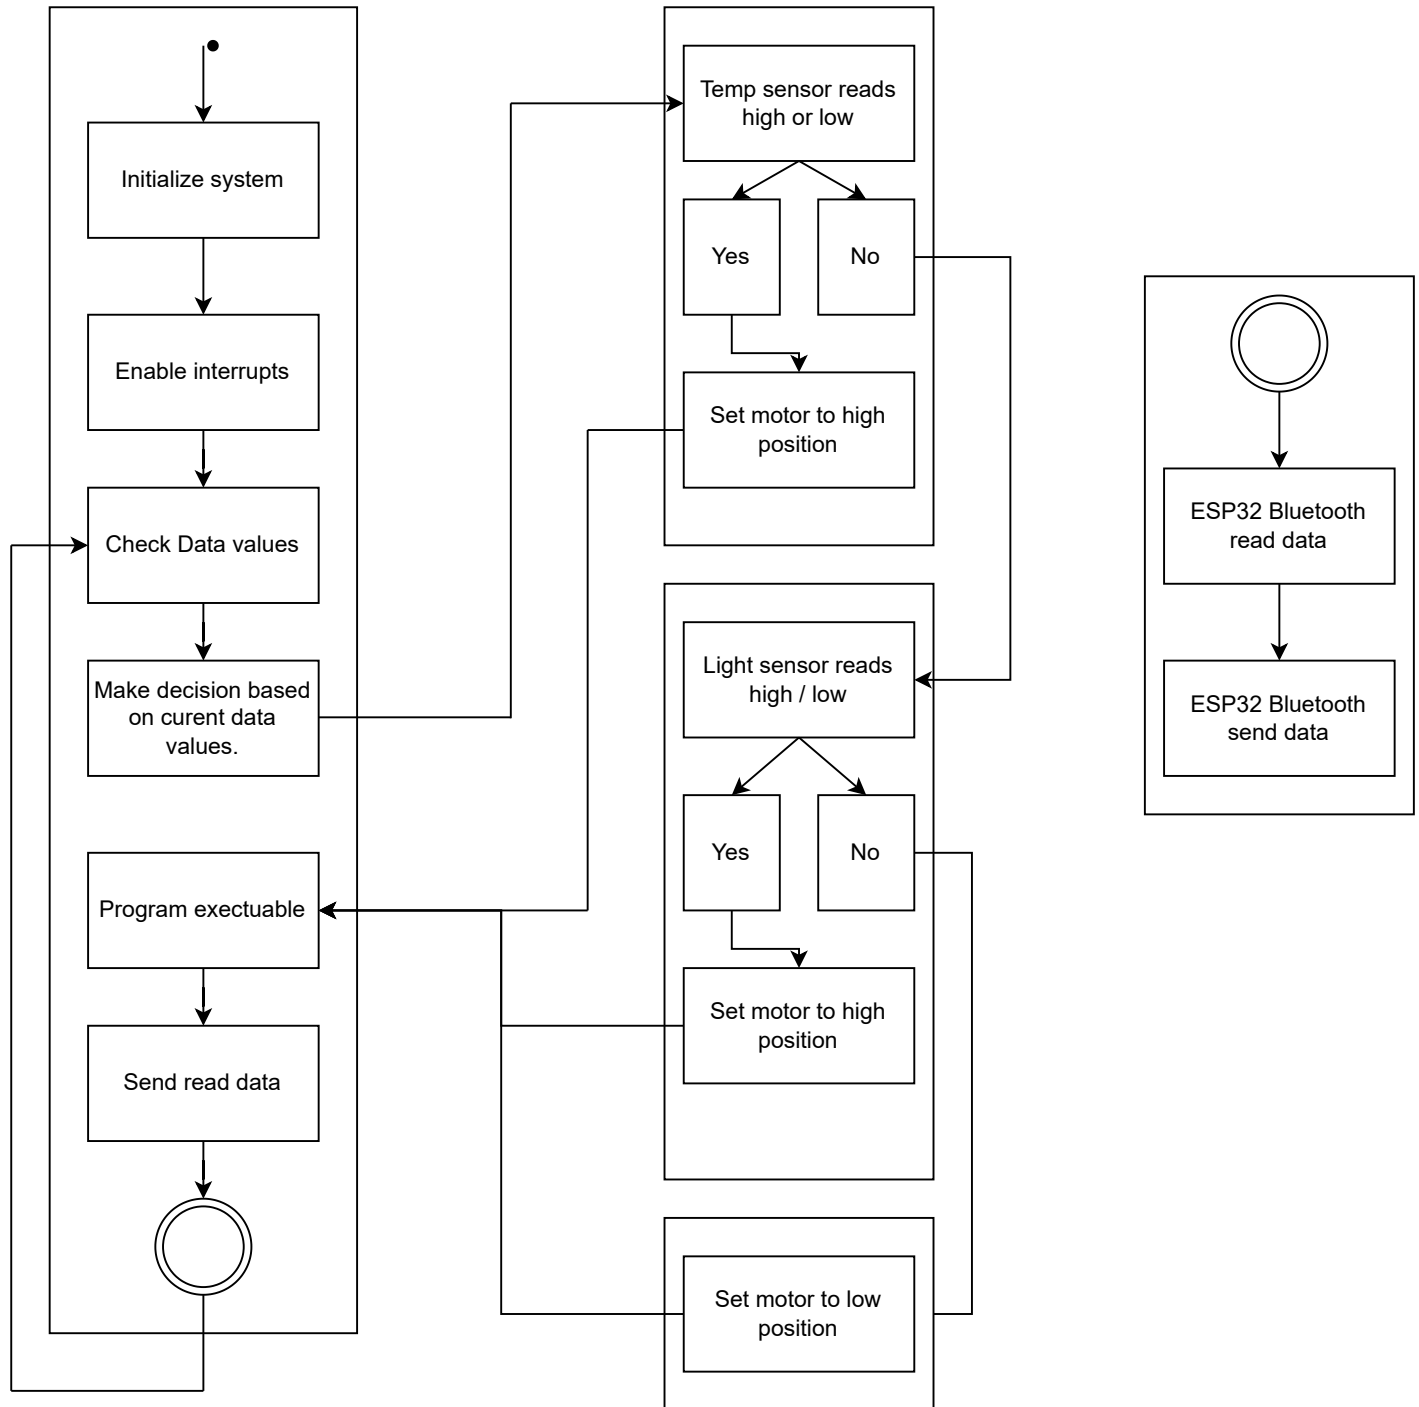 Initialize system
Enable interrupts
Check Data values
Make decision based
on curent data
values.
Program exectuable
Send read data
Temp sensor reads
high or low
Yes
No
Set motor to high
position
Light sensor reads
high / low
Yes
No
Set motor to high
position
Set motor to low
position
ESP32 Bluetooth
read data
ESP32 Bluetooth
send data